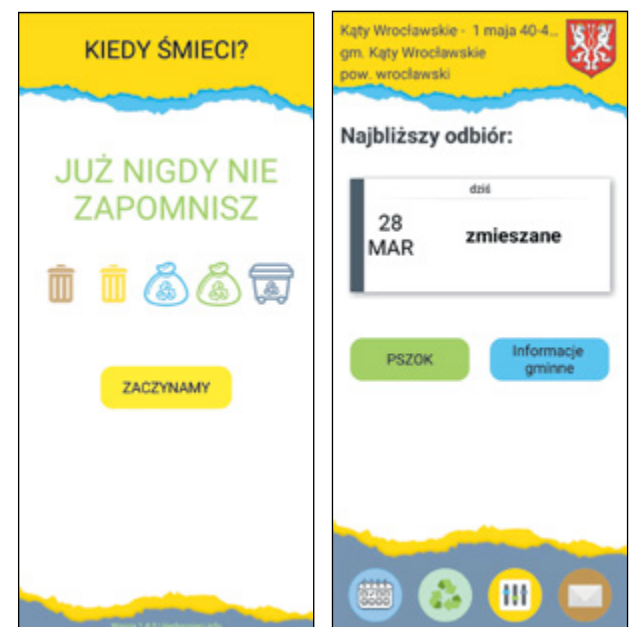 KIEDY ŚMIECI?
JUŻ NIGDY NIE
ZAPOMNISZ
ZACZYNAMY
Kąty Wrocławskie - 1 maja 40-4...
gm. Kąty Wrocławskie
pow. wrocławski
Najbliższy odbiór:
dziś
28
MAR
zmieszane
PSZOK
Informacje
gminne